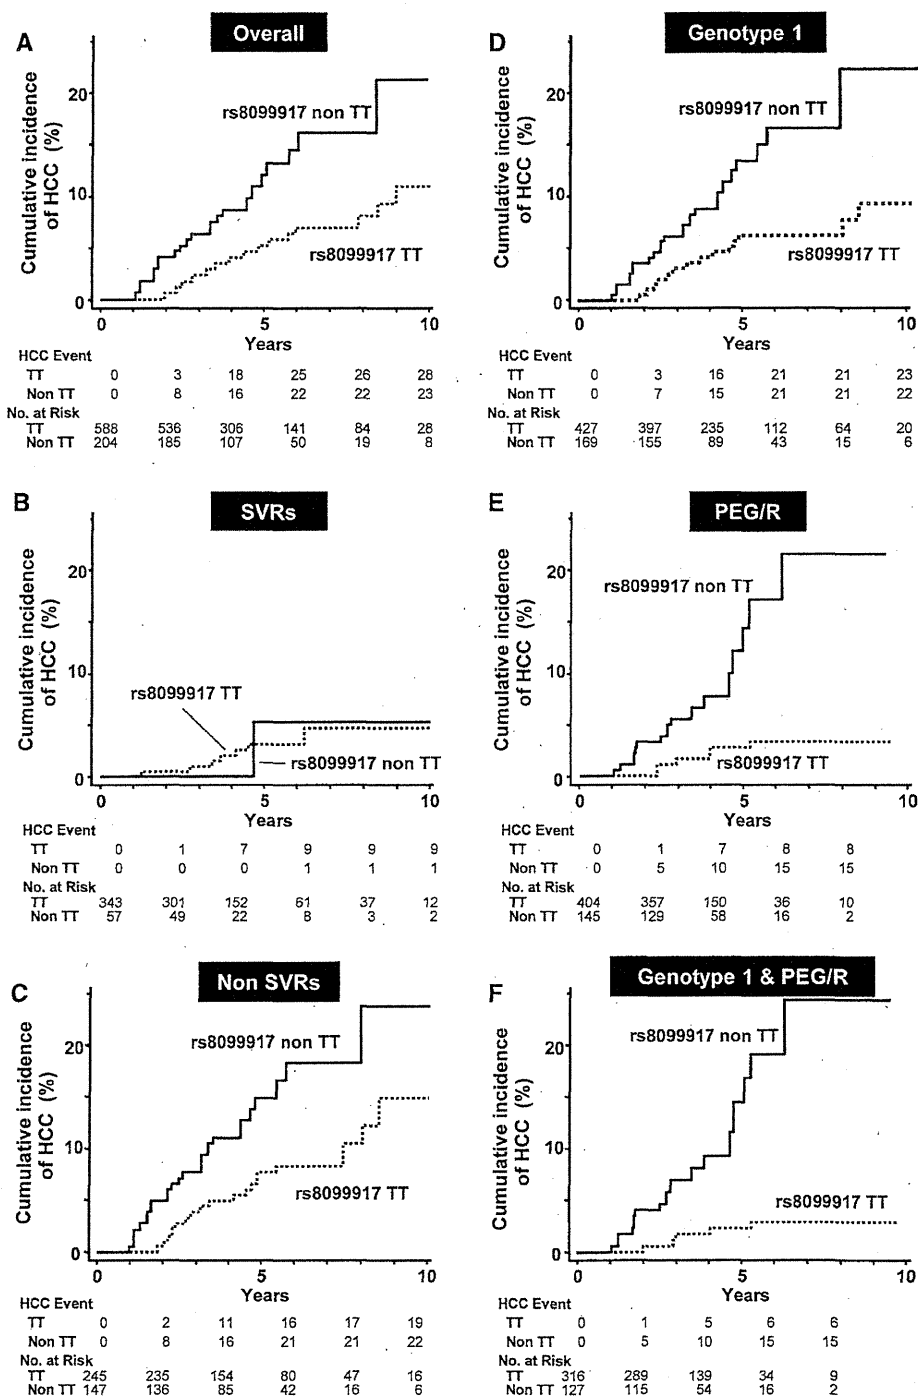 A
Overall
Cumulative incidence
of HCC (%)
20
10
0
rs8099917 non TT
rs8099917 TT
0 5 10
Years
HCC Event
TT 0 3 18 25 26 28
Non TT 0 8 16 22 22 23
No. at Risk
TT 588 536 306 141 84 28
Non TT 204 185 107 50 19 8
B
SVRs
Cumulative incidence
of HCC (%)
20
10
0
rs8099917 TT
rs8099917 non TT
0 5 10
Years
HCC Event
TT 0 1 7 9 9 9
Non TT 0 0 0 1 1 1
No. at Risk
TT 343 301 152 61 37 12
Non TT 57 49 22 8 3 2
C
Non SVRs
Cumulative incidence
of HCC (%)
20
10
0
rs8099917 non TT
rs8099917 TT
0 5 10
Years
HCC Event
TT 0 2 11 16 17 19
Non TT 0 8 16 21 21 22
No. at Risk
TT 245 235 154 80 47 16
Non TT 147 136 85 42 16 6
D
Genotype 1
Cumulative incidence
of HCC (%)
20
10
0
rs8099917 non TT
rs8099917 TT
0 5 10
Years
HCC Event
TT 0 3 16 21 21 23
Non TT 0 7 15 21 21 22
No. at Risk
TT 427 397 235 112 64 20
Non TT 169 155 89 43 15 6
E
PEG/R
Cumulative incidence
of HCC (%)
20
10
0
rs8099917 non TT
rs8099917 TT
0 5 10
Years
HCC Event
TT 0 1 7 8 8
Non TT 0 5 10 15 15
No. at Risk
TT 404 357 150 36 10
Non TT 145 129 58 16 2
F
Genotype 1 & PEG/R
Cumulative incidence
of HCC (%)
20
10
0
rs8099917 non TT
rs8099917 TT
0 5 10
Years
HCC Event
TT 0 1 5 6 6
Non TT 0 5 10 15 15
No. at Risk
TT 316 289 139 34 9
Non TT 127 115 54 14 2